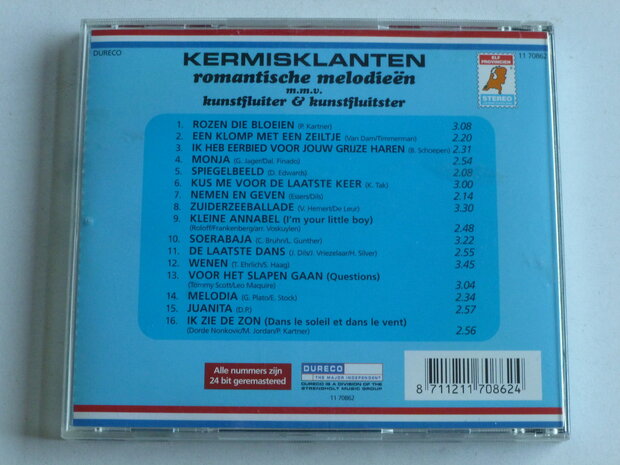 DURECO
KERMISKLANTEN
11 70862
romantische melodieën
m.m.v.
kunstfluiter & kunstfluitster
ELF PROVINCIEN
STEREO
1. ROZEN DIE BLOEIEN (P. Kartner) 3.08
2. EEN KLOMP MET EEN ZEILTJE (Van Dam/Timmerman) 2.20
3. IK HEB EERBIED VOOR JOUW GRIJZE HAREN (B. Schoepen) 2.31
4. MONJA (G. Jager/Dal. Finado) 2.54
5. SPIEGELBEELD (D. Edwards) 2.08
6. KUS ME VOOR DE LAATSTE KEER (K. Tak) 3.00
7. NEMEN EN GEVEN (Essers/Dils) 2.14
8. ZUIDERZEEBALLADE (V. Hemert/De Leur) 3.30
9. KLEINE ANNABEL (I'm your little boy)
(Roloff/Frankenberg/arr. Voskuylen) 2.48
10. SOERABAJA (C. Bruhn/L. Gunther) 3.22
11. DE LAATSTE DANS (J. Dils/J. Vriezelaar/H. Silver) 2.55
12. WENEN (T. Ehrlich/S. Haag) 3.45
13. VOOR HET SLAPEN GAAN (Questions)
(Tommy Scott/Leo Maquire) 3.04
14. MELODIA (G. Plato/E. Stock) 2.34
15. JUANITA (D.P.) 2.57
16. IK ZIE DE ZON (Dans le soleil et dans le vent)
(Dorde Nonkovic/M. Jordan/P. Kartner) 2.56
Alle nummers zijn
24 bit geremastered
DURECO
THE MAJOR INDEPENDENT
DURECO IS A DIVISION OF THE
STRENGHOLT MUSIC GROUP
11 70862
8 711211 708624